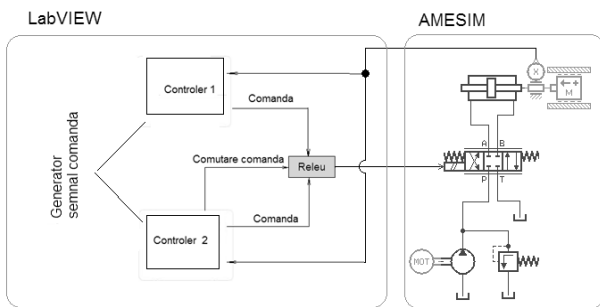 LabVIEW
AMESIM
Controler 1
Comanda
Comutare comanda
Releu
Generator
semnal comanda
Comanda
Controler 2
X
M
A B
P T
MOT